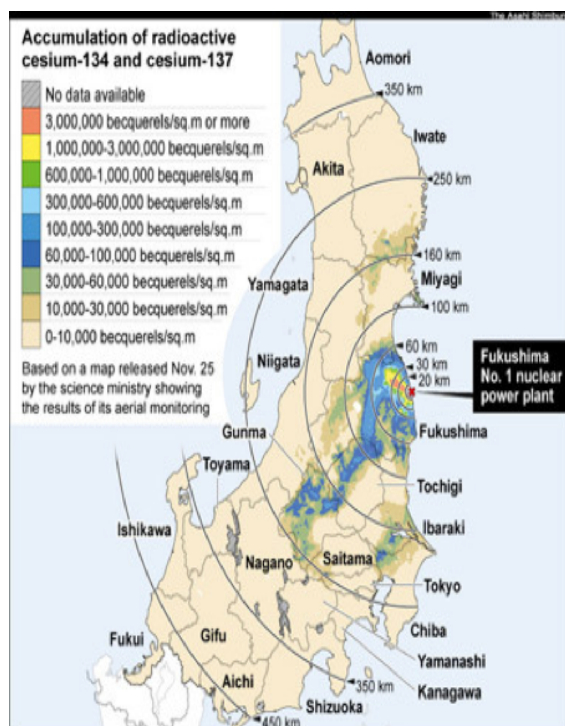 The Asahi Shimbun
Accumulation of radioactive
cesium-134 and cesium-137
No data available
3,000,000 becquerels/sq.m or more
1,000,000-3,000,000 becquerels/sq.m
600,000-1,000,000 becquerels/sq.m
300,000-600,000 becquerels/sq.m
100,000-300,000 becquerels/sq.m
60,000-100,000 becquerels/sq.m
30,000-60,000 becquerels/sq.m
10,000-30,000 becquerels/sq.m
0-10,000 becquerels/sq.m
Based on a map released Nov. 25
by the science ministry showing
the results of its aerial monitoring
Aomori
350 km
Iwate
Akita
250 km
160 km
Miyagi
Yamagata
100 km
Niigata
60 km
30 km
20 km
Fukushima
No. 1 nuclear
power plant
Gunma
Fukushima
Toyama
Tochigi
Ishikawa
Ibaraki
Nagano
Saitama
Tokyo
Chiba
Fukui
Gifu
Yamanashi
Aichi
350 km
Kanagawa
Shizuoka
450 km